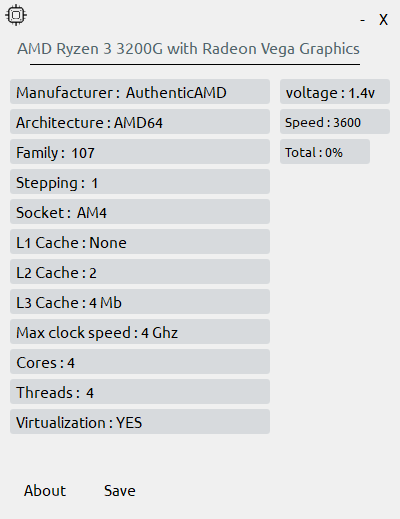 - X
AMD Ryzen 3 3200G with Radeon Vega Graphics
Manufacturer : AuthenticAMD
voltage : 1.4v
Architecture : AMD64
Speed : 3600
Family : 107
Total : 0%
Stepping : 1
Socket : AM4
L1 Cache : None
L2 Cache : 2
L3 Cache : 4 Mb
Max clock speed : 4 Ghz
Cores : 4
Threads : 4
Virtualization : YES
About Save